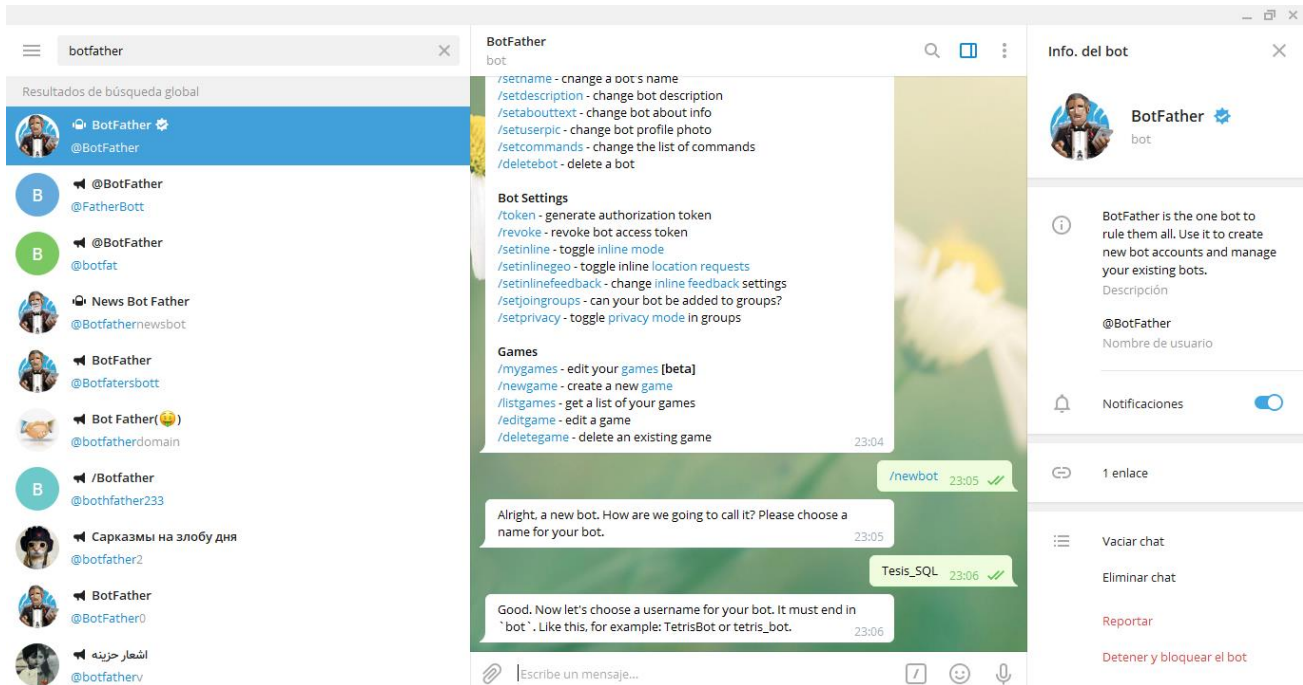 botfather
Resultados de búsqueda global
BotFather
@BotFather
@BotFather
@FatherBott
@BotFather
@botfat
News Bot Father
@Botfathernewsbot
BotFather
@Botfatersbott
Bot Father(🤑)
@botfatherdomain
/Botfather
@bothfather233
Сарказмы на злобу дня
@botfather2
BotFather
@BotFather0
اشعار حزینه
@botfatherv
B
B
B
BotFather
bot
/setname - change a bot's name
/setdescription - change bot description
/setabouttext - change bot about info
/setuserpic - change bot profile photo
/setcommands - change the list of commands
/deletebot - delete a bot
Bot Settings
/token - generate authorization token
/revoke - revoke bot access token
/setinline - toggle inline mode
/setinlinegeo - toggle inline location requests
/setinlinefeedback - change inline feedback settings
/setjoingroups - can your bot be added to groups?
/setprivacy - toggle privacy mode in groups
Games
/mygames - edit your games [beta]
/newgame - create a new game
/listgames - get a list of your games
/editgame - edit a game
/deletegame - delete an existing game
23:04
/newbot 23:05
Alright, a new bot. How are we going to call it? Please choose a
name for your bot.
23:05
Tesis_SQL 23:06
Good. Now let's choose a username for your bot. It must end in
`bot`. Like this, for example: TetrisBot or tetris_bot.
23:06
Escribe un mensaje...
Info. del bot
BotFather
bot
BotFather is the one bot to
rule them all. Use it to create
new bot accounts and manage
your existing bots.
Descripción
@BotFather
Nombre de usuario
Notificaciones
1 enlace
Vaciar chat
Eliminar chat
Reportar
Detener y bloquear el bot